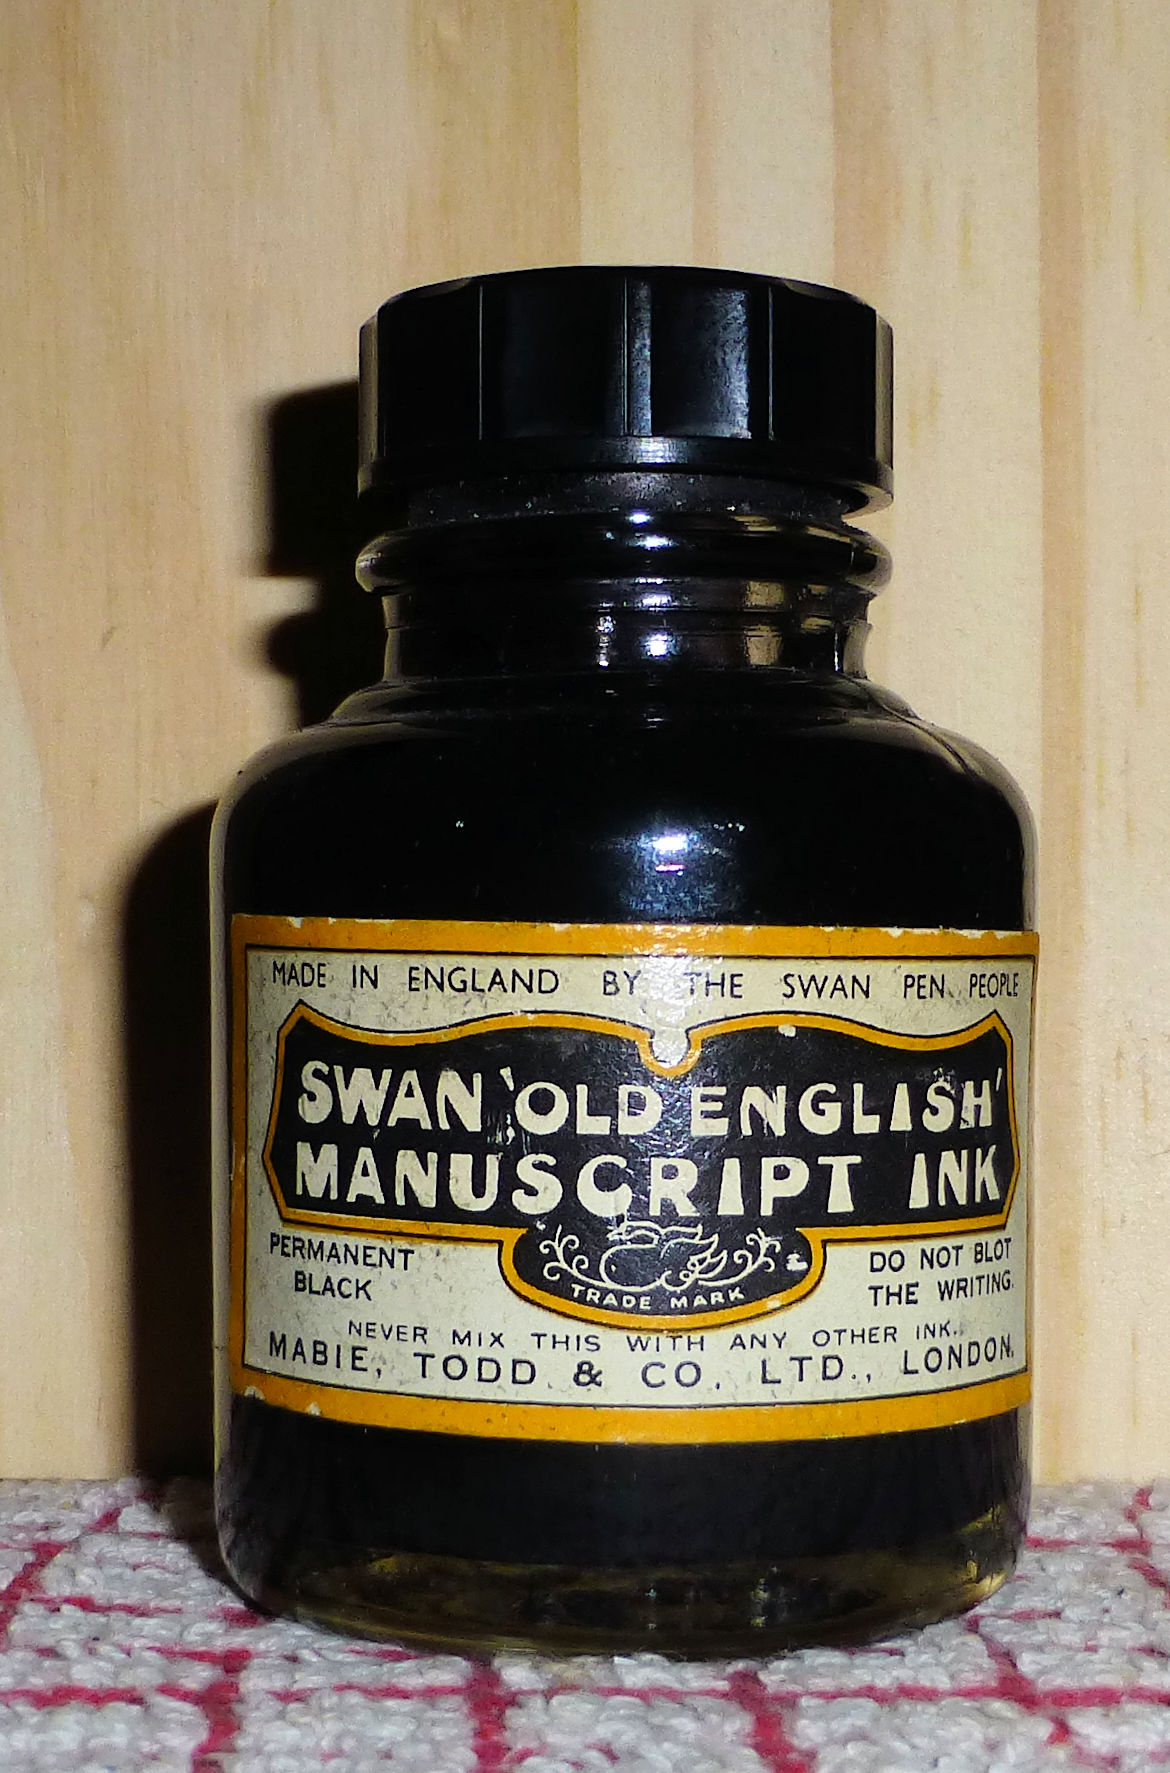 MADE IN ENGLAND BY THE SWAN PEN PEOPLE
SWAN 'OLD ENGLISH'
MANUSCRIPT INK
TRADE MARK
PERMANENT
BLACK
DO NOT BLOT
THE WRITING.
NEVER MIX THIS WITH ANY OTHER INK.
MABIE, TODD & CO. LTD., LONDON.